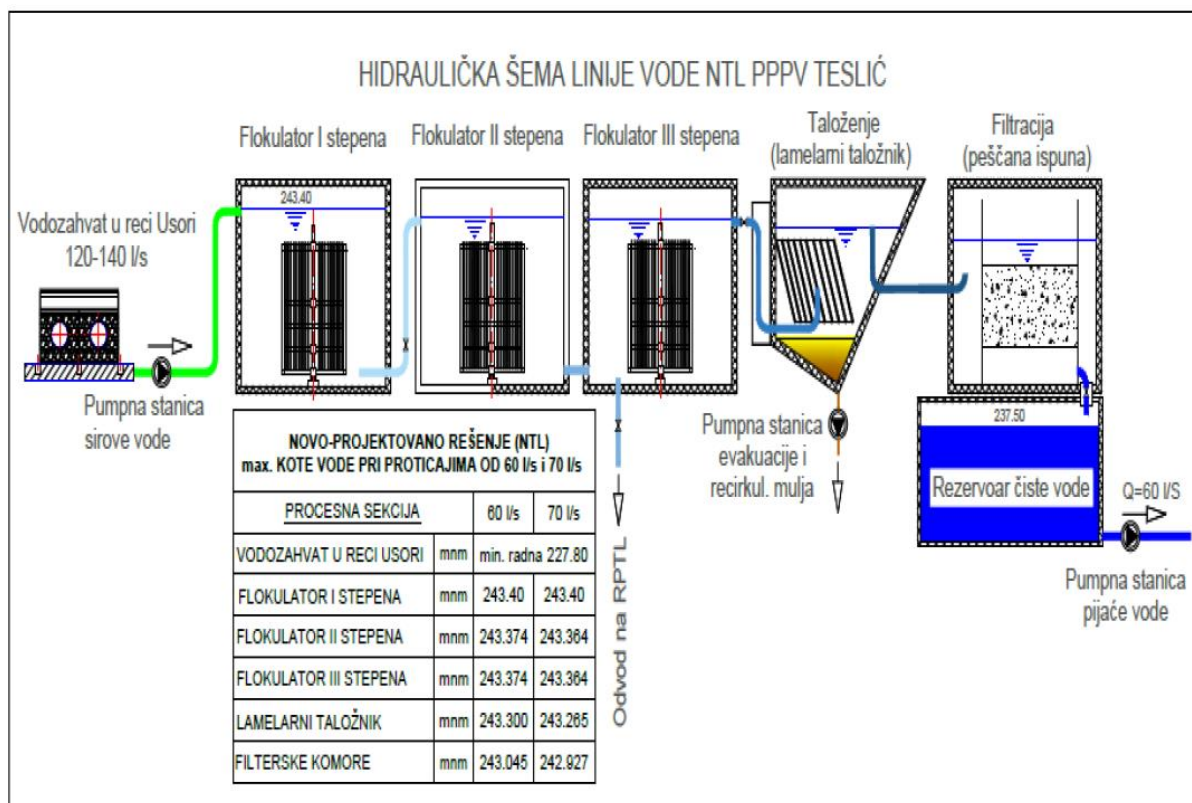 HIDRAULIČKA ŠEMA LINIJE VODE NTL PPPV TESLIĆ
Flokulator I stepena
Flokulator II stepena
Flokulator III stepena
Taloženje
(lamelarni taložnik)
Filtracija
(peščana ispuna)
243.40
Vodozahvat u reci Usori
120-140 l/s
Pumpna stanica
sirove vode
Pumpna stanica
evakuacije i
recirkul. mulja
237.50
Rezervoar čiste vode
Q=60 l/S
Pumpna stanica
pijaće vode
Odvod na RPTL
NOVO-PROJEKTOVANO REŠENJE (NTL)
max. KOTE VODE PRI PROTICAJIMA OD 60 l/s i 70 l/s
PROCESNA SEKCIJA 60 l/s 70 l/s
VODOZAHVAT U RECI USORI mnm min. radna 227.80
FLOKULATOR I STEPENA mnm 243.40 243.40
FLOKULATOR II STEPENA mnm 243.374 243.364
FLOKULATOR III STEPENA mnm 243.374 243.364
LAMELARNI TALOŽNIK mnm 243.300 243.265
FILTERSKE KOMORE mnm 243.045 242.927